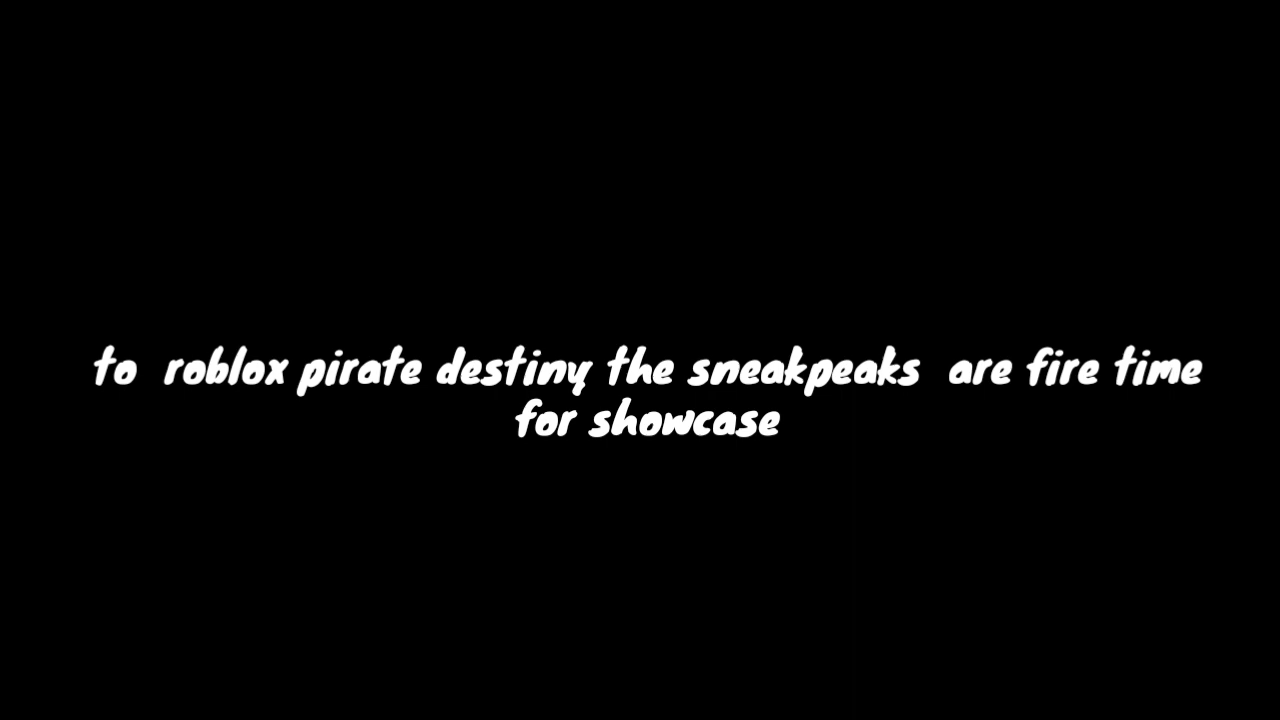 to  roblox pirate destiny the sneakpeaks  are fire time
for showcase